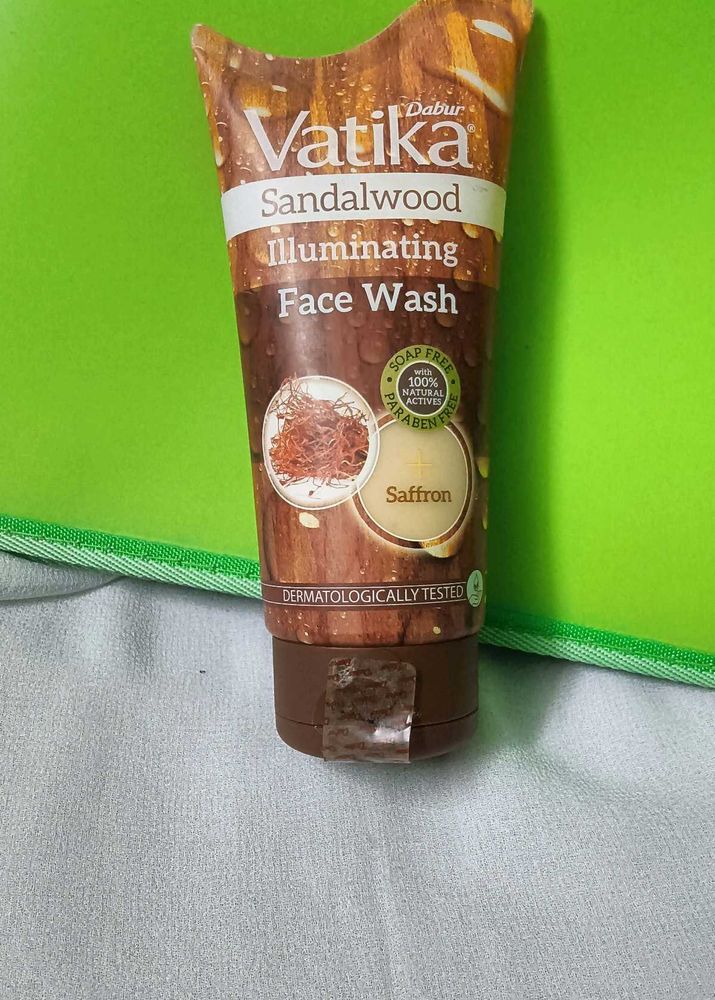 Dabur
Vatika®
Sandalwood
Illuminating
Face Wash
SOAP FREE
with
100%
NATURAL
ACTIVES
PARABEN FREE
+
Saffron
DERMATOLOGICALLY TESTED